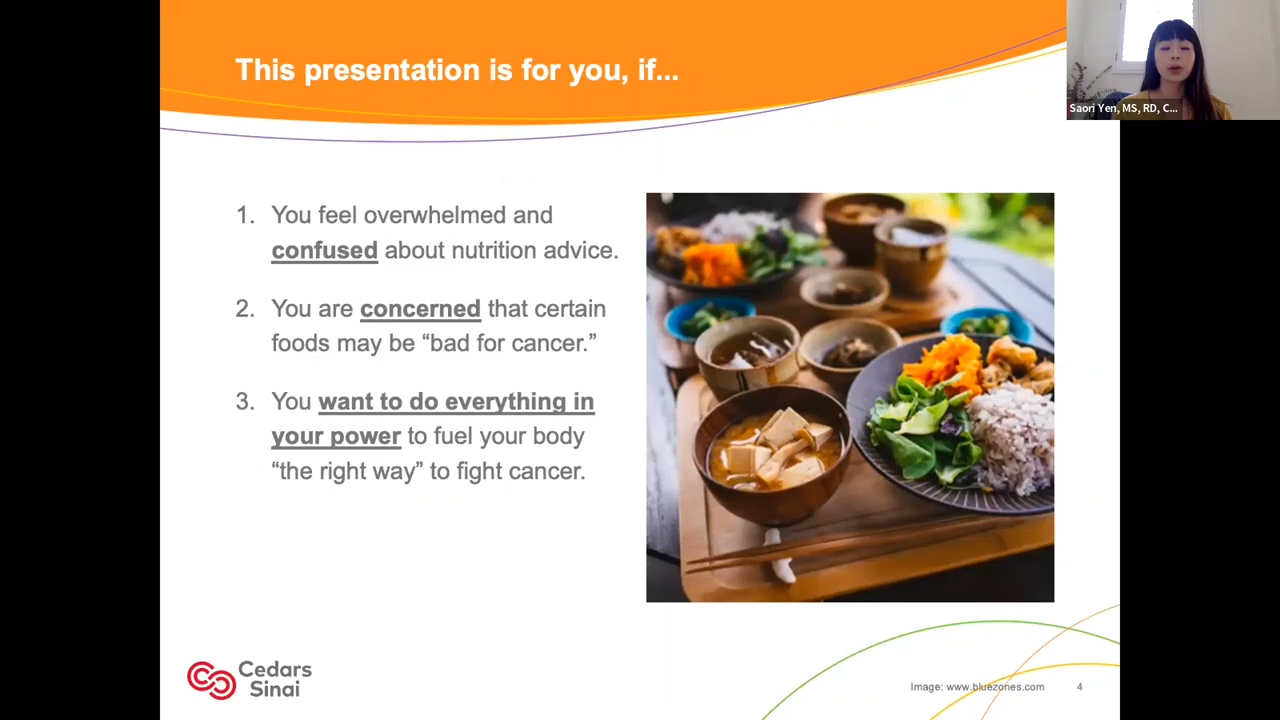 This presentation is for you, if...
Saori Yen, MS, RD, C...
1. You feel overwhelmed and
confused about nutrition advice.
2. You are concerned that certain
foods may be “bad for cancer.”
3. You want to do everything in
your power to fuel your body
“the right way” to fight cancer.
Cedars
Sinai
Image: www.bluezones.com
4